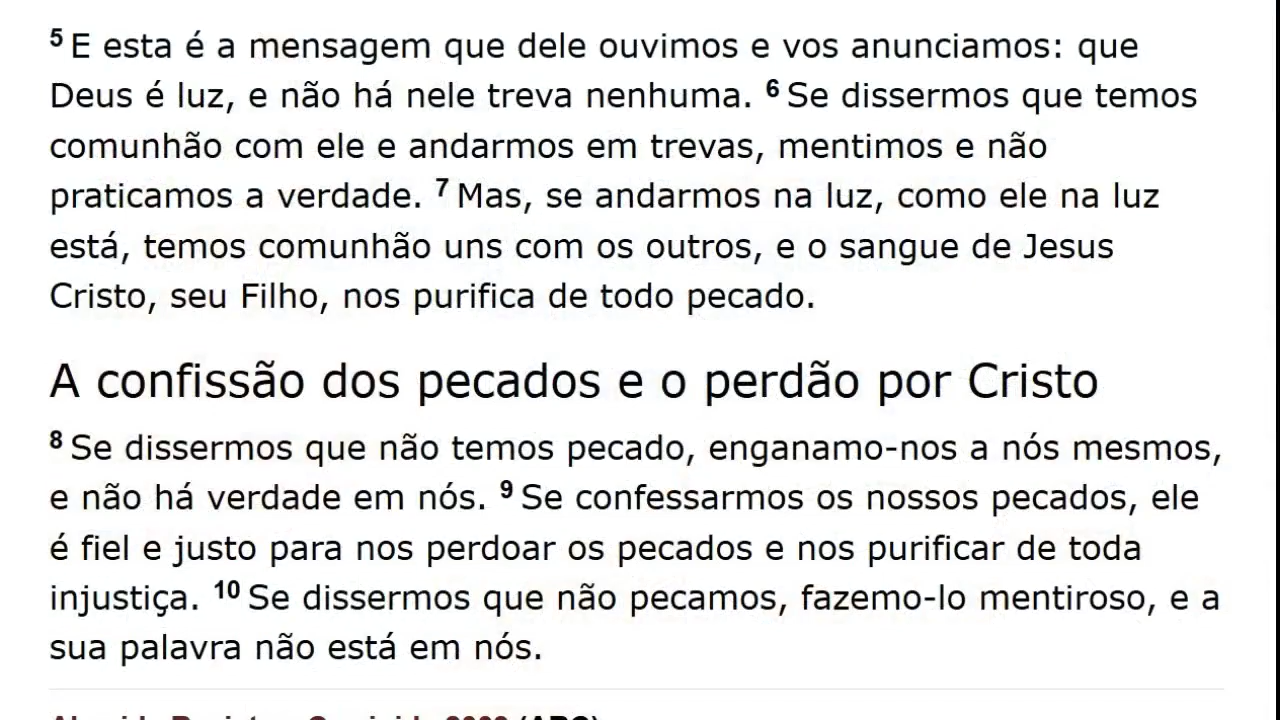 5 E esta é a mensagem que dele ouvimos e vos anunciamos: que
Deus é luz, e não há nele treva nenhuma. 6 Se dissermos que temos
comunhão com ele e andarmos em trevas, mentimos e não
praticamos a verdade. 7 Mas, se andarmos na luz, como ele na luz
está, temos comunhão uns com os outros, e o sangue de Jesus
Cristo, seu Filho, nos purifica de todo pecado.
A confissão dos pecados e o perdão por Cristo
8 Se dissermos que não temos pecado, enganamo-nos a nós mesmos,
e não há verdade em nós. 9 Se confessarmos os nossos pecados, ele
é fiel e justo para nos perdoar os pecados e nos purificar de toda
injustiça. 10 Se dissermos que não pecamos, fazemo-lo mentiroso, e a
sua palavra não está em nós.